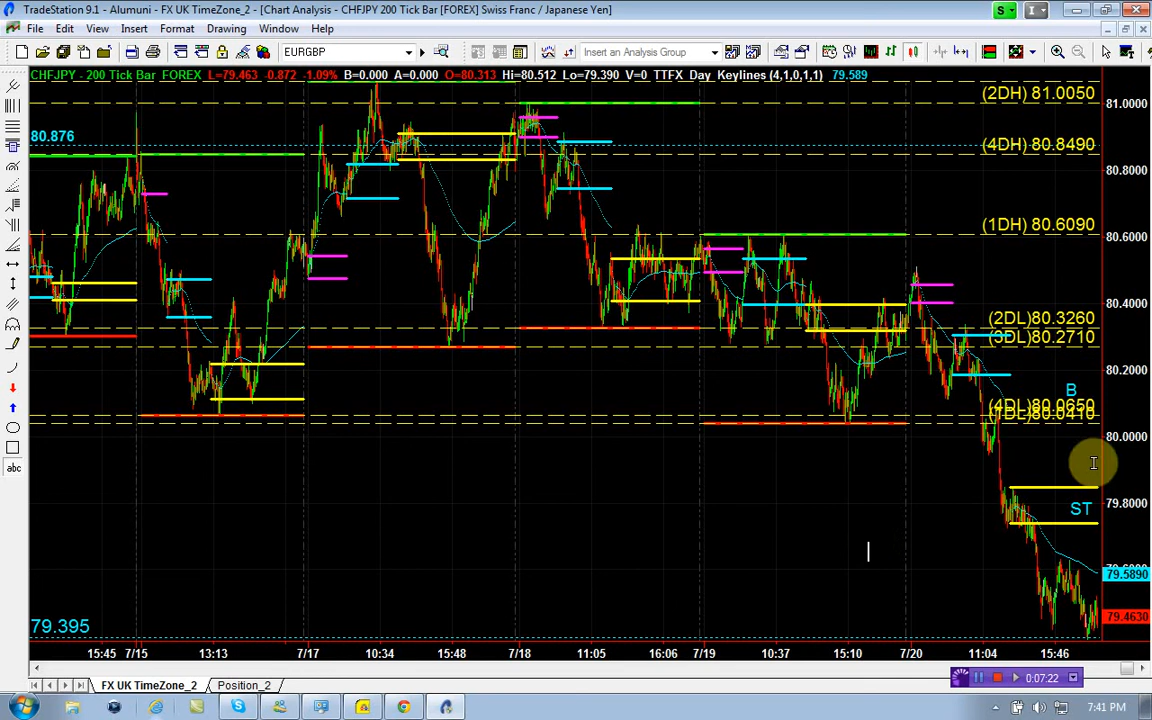 TradeStation 9.1 - Alumuni - FX UK TimeZone_2 - [Chart Analysis - CHFJPY 200 Tick Bar [FOREX] Swiss Franc / Japanese Yen]
S
I
File Edit View Insert Format Drawing Window Help
EURGBP
Insert an Analysis Group
CHFJPY - 200 Tick Bar FOREX L=79.463 -0.872 -1.09% B=0.000 A=0.000 O=80.313 Hi=80.512 Lo=79.390 V=0 TTFX Day Keylines (4,1,0,1,1) 79.589
(2DH) 81.0050
81.0000
80.876
(4DH) 80.8490
80.8000
(1DH) 80.6090
80.6000
80.4000
(2DL) 80.3260
(3DL) 80.2710
80.2000
B
(4DL) 80.0650
(1DL) 80.0410
80.0000
79.8000
ST
79.5890
79.4630
79.395
abc
15:45 7/15 13:13 7/17 10:34 15:48 7/18 11:05 16:06 7/19 10:37 15:10 7/20 11:04 15:46
FX UK TimeZone_2 Position_2
0:07:22
7:41 PM